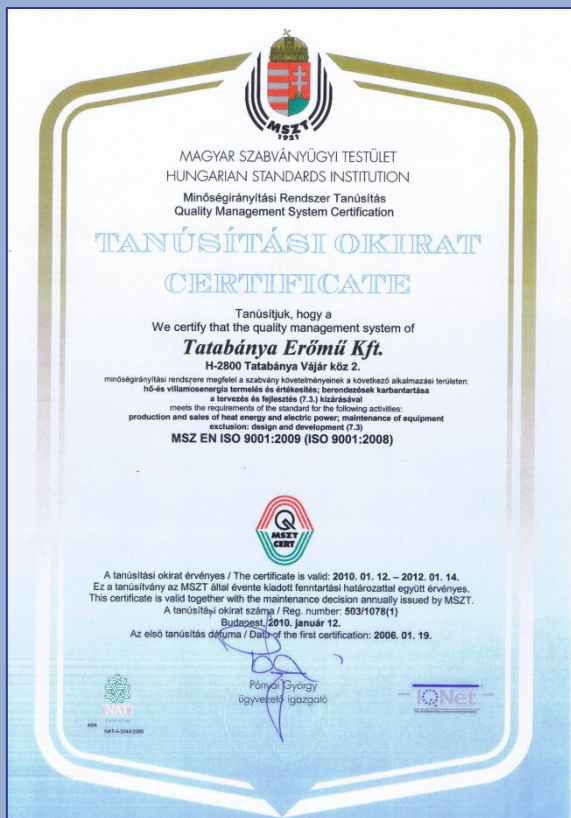 MSZT
1921
MAGYAR SZABVÁNYÜGYI TESTÜLET
HUNGARIAN STANDARDS INSTITUTION
Minőségirányítási Rendszer Tanúsítás
Quality Management System Certification
TANÚSÍTÁSI OKIRAT
CERTIFICATE
Tanúsítjuk, hogy a
We certify that the quality management system of
Tatabánya Erőmű Kft.
H-2800 Tatabánya Vájár köz 2.
minőségirányítási rendszere megfelel a szabvány követelményeinek a következő alkalmazási területen:
hő-és villamosenergia termelés és értékesítés; berendezések karbantartása
a tervezés és fejlesztés (7.3.) kizárásával
meets the requirements of the standard for the following activities:
production and sales of heat energy and electric power; maintenance of equipment
exclusion: design and development (7.3)
MSZ EN ISO 9001:2009 (ISO 9001:2008)
Q
MSZT
CERT
A tanúsítási okirat érvényes / The certificate is valid: 2010. 01. 12. – 2012. 01. 14.
Ez a tanúsítvány az MSZT által évente kiadott fenntartási határozattal együtt érvényes.
This certificate is valid together with the maintenance decision annually issued by MSZT.
A tanúsítási okirat száma / Reg. number: 503/1078(1)
Budapest, 2010. január 12.
Az első tanúsítás dátuma / Date of the first certification: 2006. 01. 19.
Pónyai György
ügyvezető igazgató
NAT
IQNet